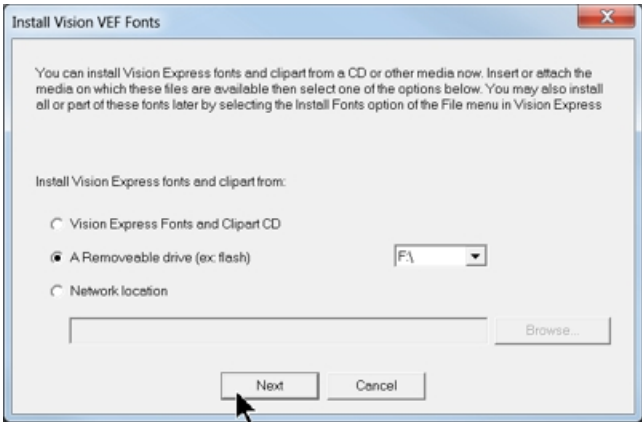 Install Vision VEF Fonts
You can install Vision Express fonts and clipart from a CD or other media now. Insert or attach the
media on which these files are available then select one of the options below. You may also install
all or part of these fonts later by selecting the Install Fonts option of the File menu in Vision Express
Install Vision Express fonts and clipart from:
Vision Express Fonts and Clipart CD
A Removeable drive (ex: flash) F:\
Network location
Browse...
Next Cancel